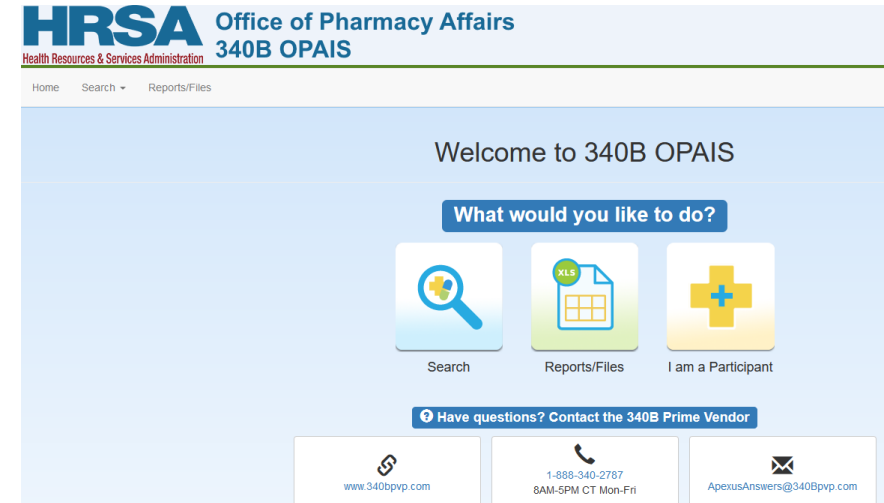 HRSA
Health Resources & Services Administration
Office of Pharmacy Affairs
340B OPAIS
Home Search Reports/Files
Welcome to 340B OPAIS
What would you like to do?
XLS
Search Reports/Files I am a Participant
Have questions? Contact the 340B Prime Vendor
www.340bpvp.com
1-888-340-2787
8AM-5PM CT Mon-Fri
ApexusAnswers@340Bpvp.com